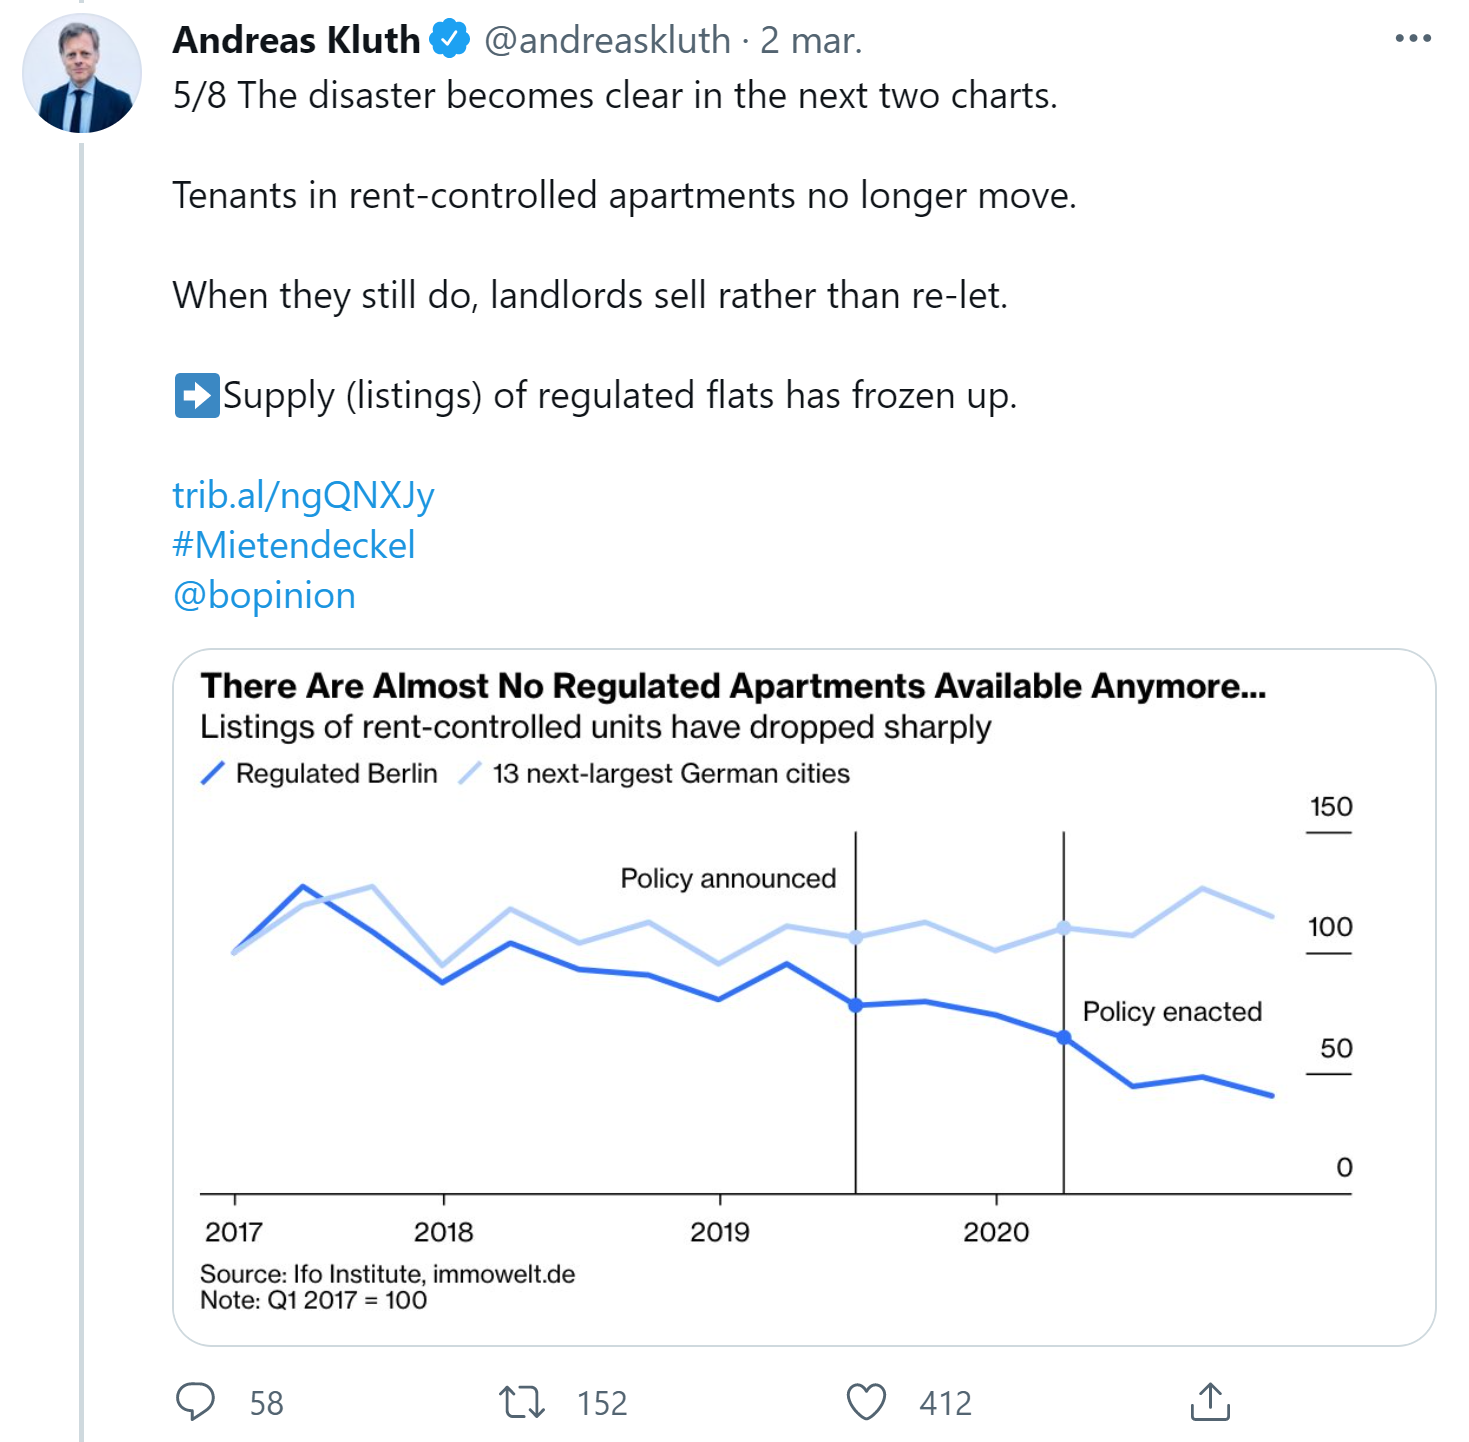 Andreas Kluth @andreaskluth · 2 mar.
5/8 The disaster becomes clear in the next two charts.
Tenants in rent-controlled apartments no longer move.
When they still do, landlords sell rather than re-let.
➡Supply (listings) of regulated flats has frozen up.
trib.al/ngQNXJy
#Mietendeckel
@bopinion
There Are Almost No Regulated Apartments Available Anymore...
Listings of rent-controlled units have dropped sharply
Regulated Berlin 13 next-largest German cities
150
Policy announced
100
Policy enacted
50
0
2017 2018 2019 2020
Source: Ifo Institute, immowelt.de
Note: Q1 2017 = 100
58 152 412